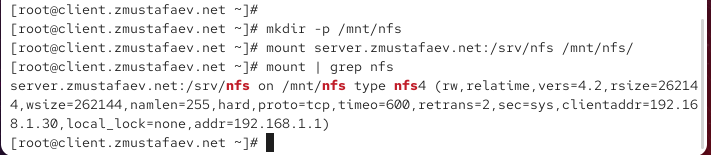 [root@client.zmustafaev.net ~]#
[root@client.zmustafaev.net ~]# mkdir -p /mnt/nfs
[root@client.zmustafaev.net ~]# mount server.zmustafaev.net:/srv/nfs /mnt/nfs/
[root@client.zmustafaev.net ~]# mount | grep nfs
server.zmustafaev.net:/srv/nfs on /mnt/nfs type nfs4 (rw,relatime,vers=4.2,rsize=26214
4,wsize=262144,namlen=255,hard,proto=tcp,timeo=600,retrans=2,sec=sys,clientaddr=192.16
8.1.30,local_lock=none,addr=192.168.1.1)
[root@client.zmustafaev.net ~]#